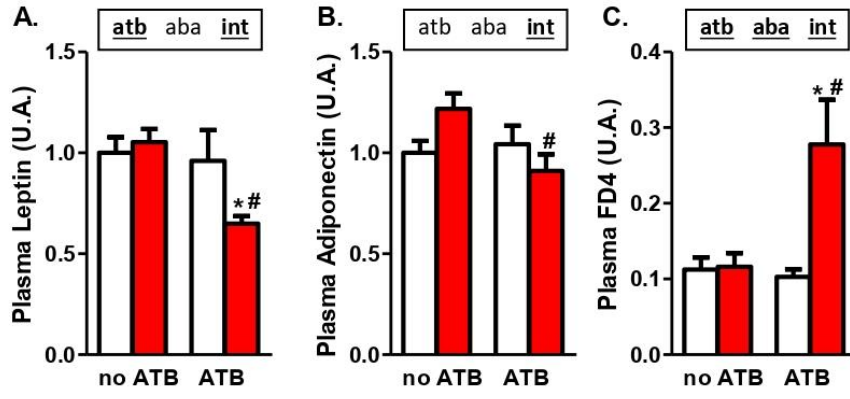 A.
atb aba int
Plasma Leptin (U.A.)
1.5
1.0
0.5
0.0
*#
no ATB ATB
B.
atb aba int
Plasma Adiponectin (U.A.)
1.5
1.0
0.5
0.0
#
no ATB ATB
C.
atb aba int
Plasma FD4 (U.A.)
0.4
0.3
0.2
0.1
0.0
*#
no ATB ATB